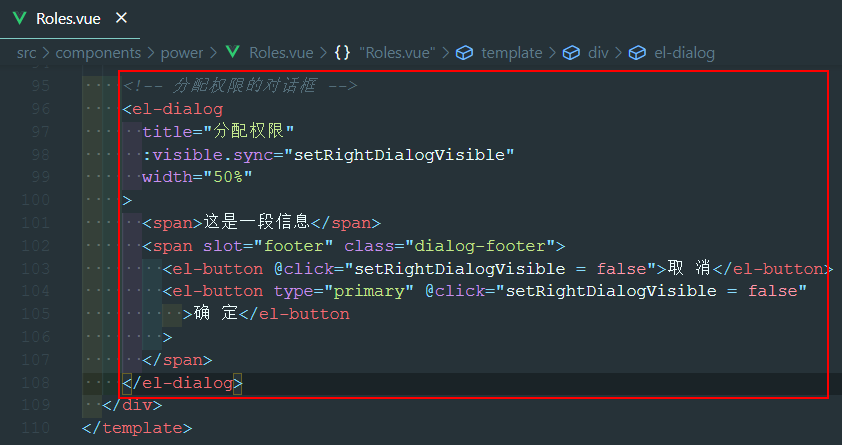 Roles.vue ×
src > components > power > Roles.vue > {} "Roles.vue" > template > div > el-dialog
95 <!-- 分配权限的对话框 -->
96 <el-dialog
97 title="分配权限"
98 :visible.sync="setRightDialogVisible"
99 width="50%"
100 >
101 <span>这是一段信息</span>
102 <span slot="footer" class="dialog-footer">
103 <el-button @click="setRightDialogVisible = false">取 消</el-button>
104 <el-button type="primary" @click="setRightDialogVisible = false"
105 >确 定</el-button
106 >
107 </span>
108 </el-dialog>
109 </div>
110 </template>